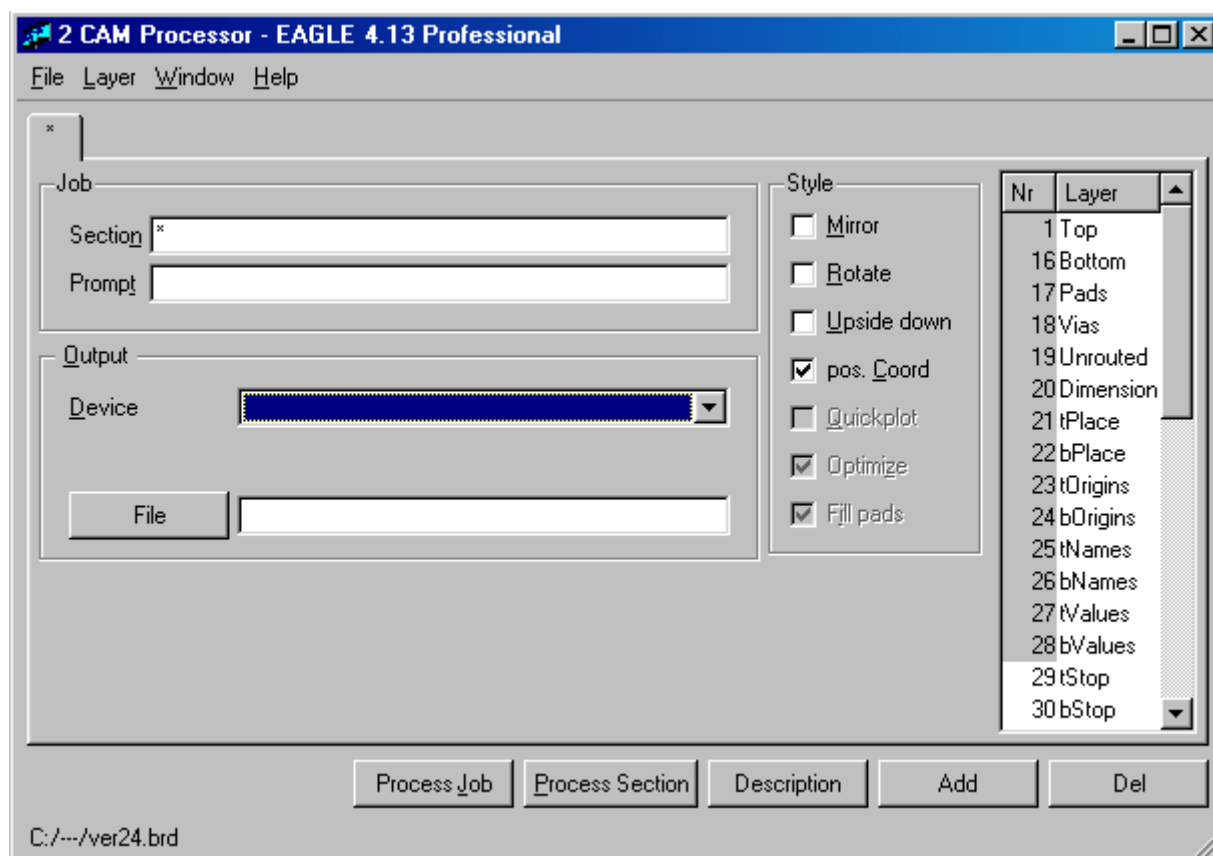 2 CAM Processor - EAGLE 4.13 Professional
File Layer Window Help
*
Job
Section *
Prompt
Output
Device
File
Style
Mirror
Rotate
Upside down
pos. Coord
Quickplot
Optimize
Fill pads
Nr Layer
1 Top
16 Bottom
17 Pads
18 Vias
19 Unrouted
20 Dimension
21 tPlace
22 bPlace
23 tOrigins
24 bOrigins
25 tNames
26 bNames
27 tValues
28 bValues
29 tStop
30 bStop
Process Job Process Section Description Add Del
C:/---/ver24.brd